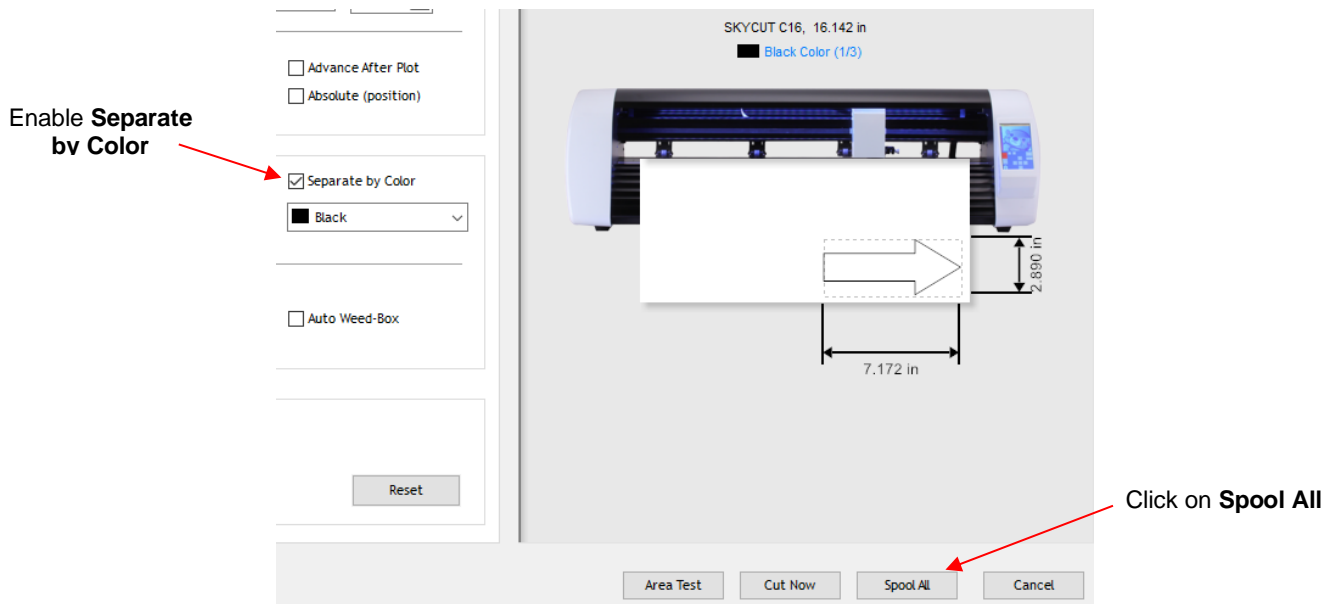 SKYCUT C16, 16.142 in
Black Color (1/3)
Advance After Plot
Absolute (position)
Enable Separate
by Color
Separate by Color
Black
2.890 in
Auto Weed-Box
7.172 in
Reset
Click on Spool All
Area Test
Cut Now
Spool All
Cancel